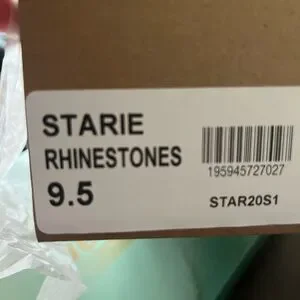 STARIE
RHINESTONES
9.5
195945727027
STAR20S1